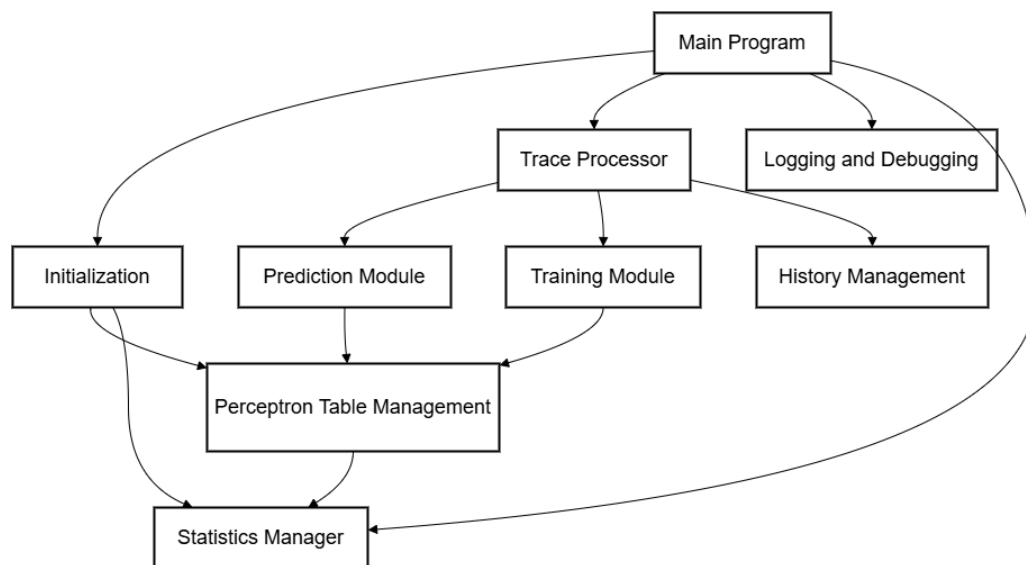 Main Program
Trace Processor
Logging and Debugging
Initialization
Prediction Module
Training Module
History Management
Perceptron Table Management
Statistics Manager